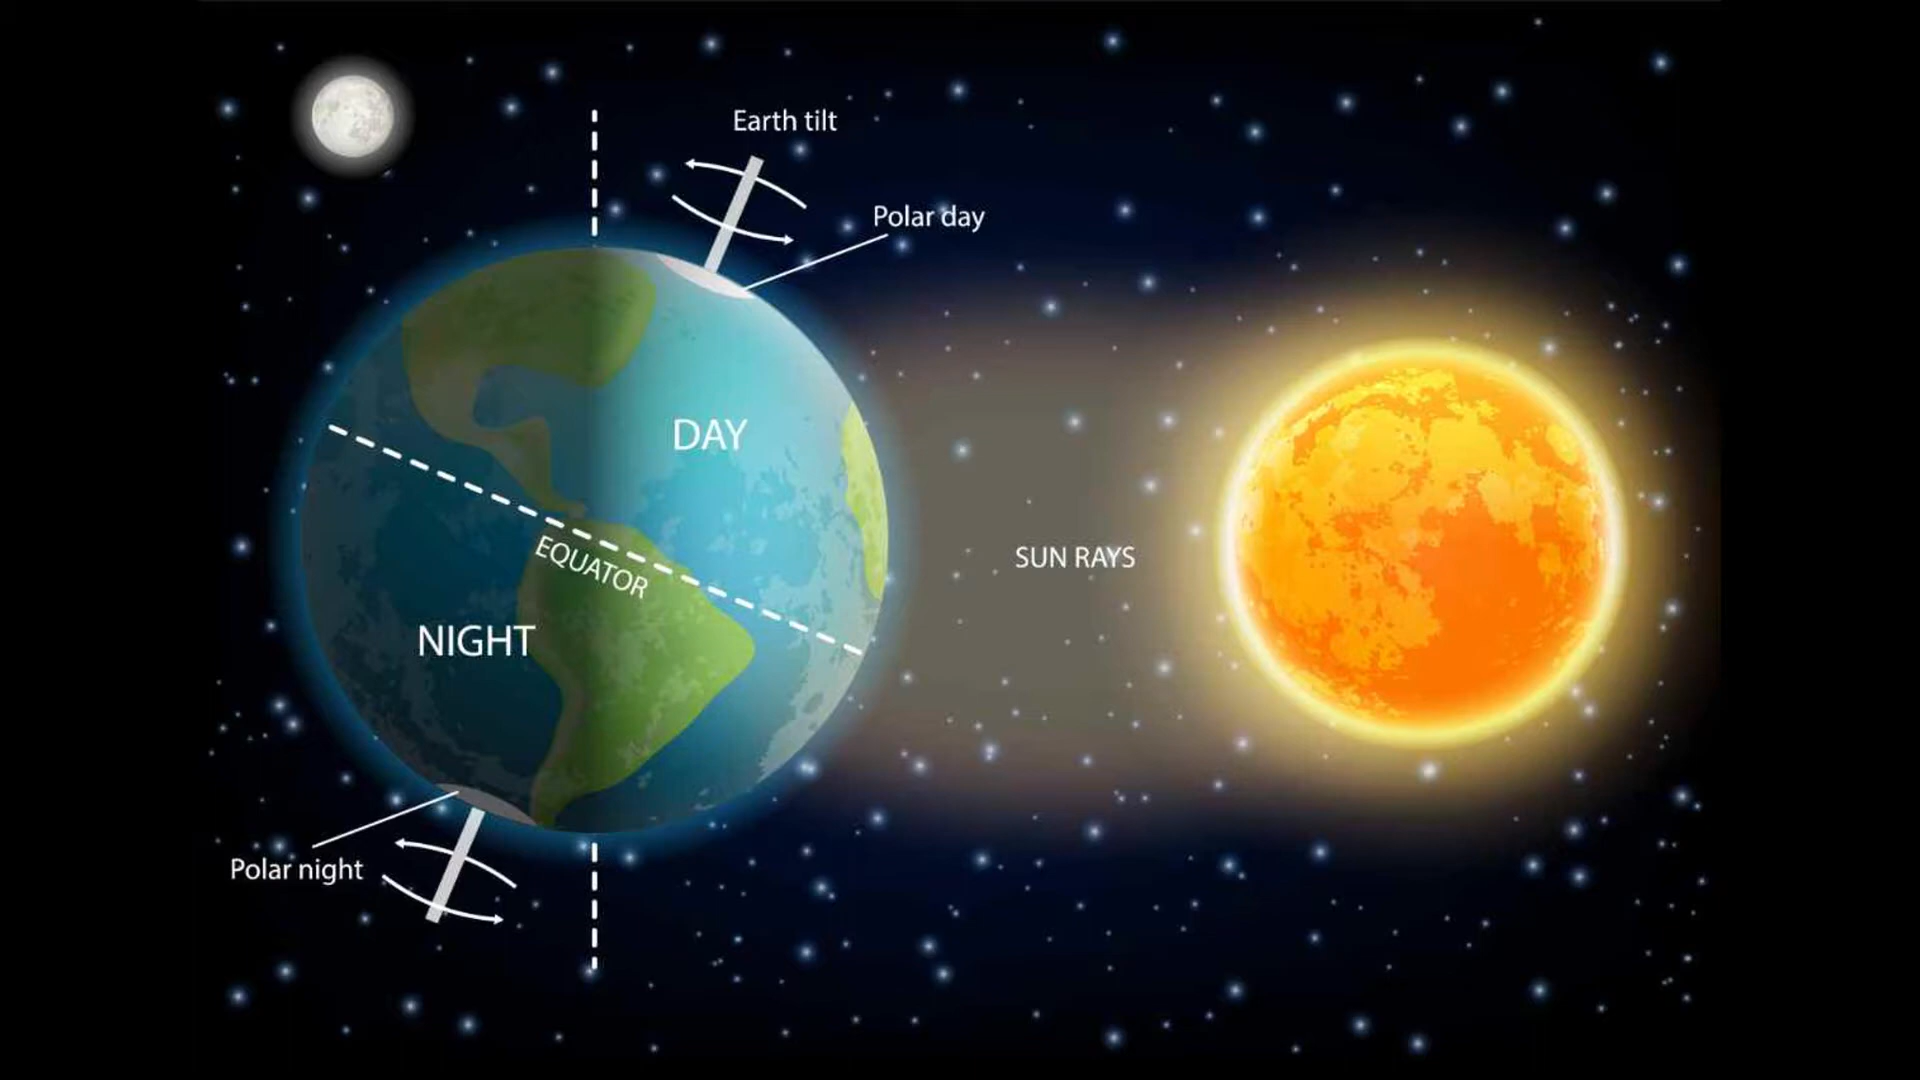 Earth tilt
Polar day
DAY
EQUATOR
SUN RAYS
NIGHT
Polar night